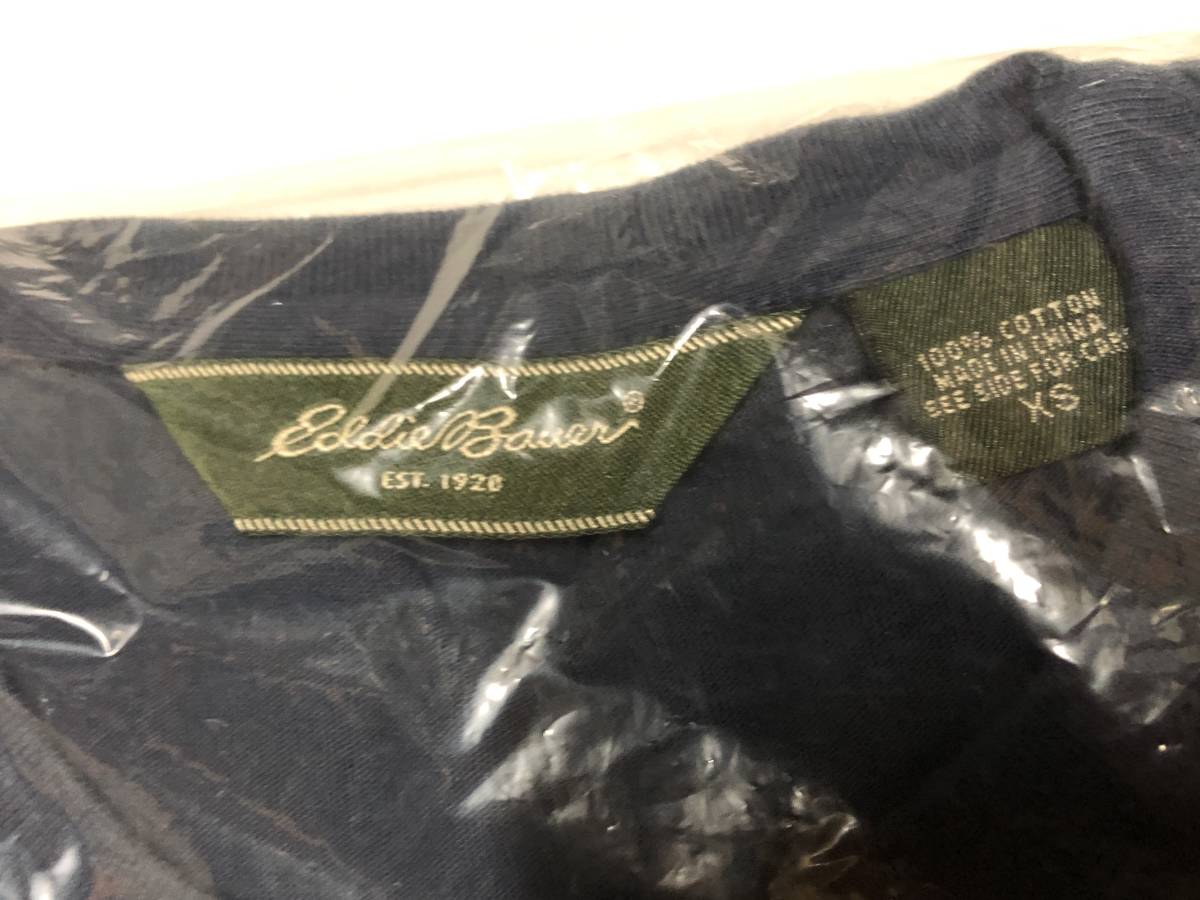 Eddie Bauer®
EST. 1920
100% COTTON
MADE IN CHINA
SEE SIDE FOR CARE
XS